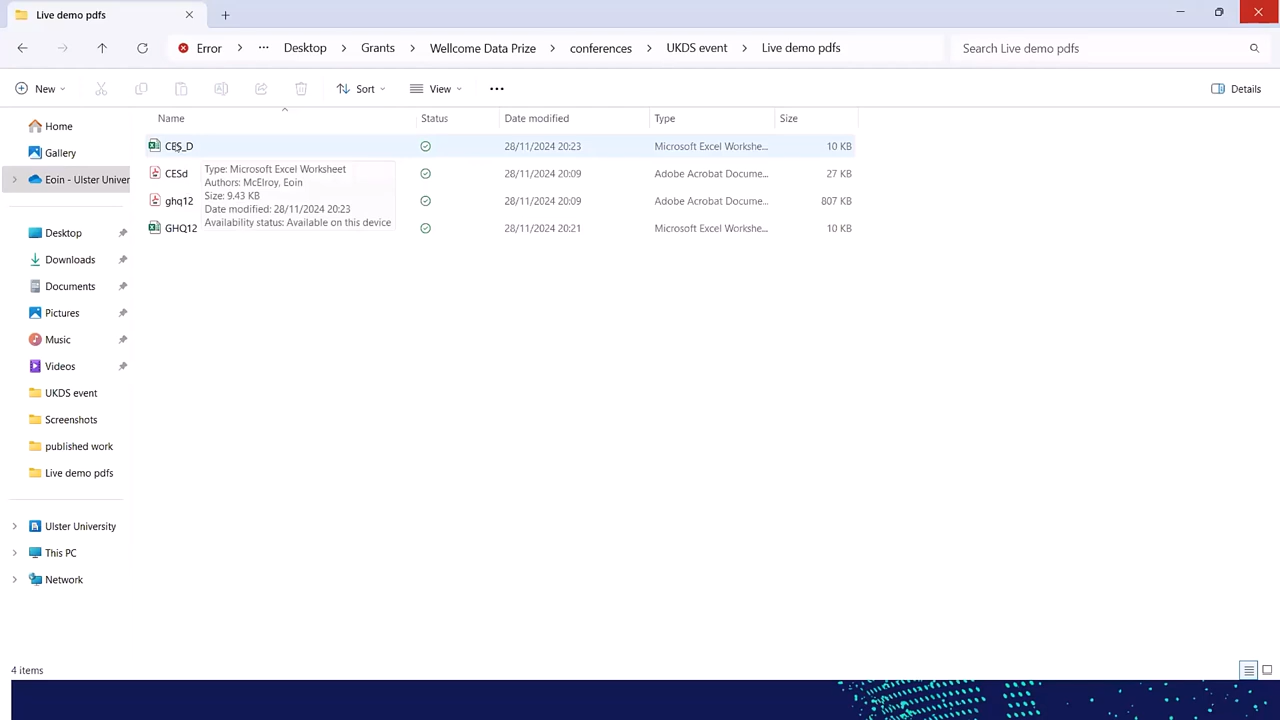 Live demo pdfs
Error > ... Desktop > Grants > Wellcome Data Prize > conferences > UKDS event > Live demo pdfs
Search Live demo pdfs
New
Sort
View
...
Details
Name Status Date modified Type Size
Home
Gallery
Eoin - Ulster Univer
Desktop
Downloads
Documents
Pictures
Music
Videos
UKDS event
Screenshots
published work
Live demo pdfs
Ulster University
This PC
Network
CES_D 28/11/2024 20:23 Microsoft Excel Workshe... 10 KB
CESd 28/11/2024 20:09 Adobe Acrobat Docume... 27 KB
ghq12 28/11/2024 20:09 Adobe Acrobat Docume... 807 KB
GHQ12 28/11/2024 20:21 Microsoft Excel Workshe... 10 KB
Type: Microsoft Excel Worksheet
Authors: McElroy, Eoin
Size: 9.43 KB
Date modified: 28/11/2024 20:23
Availability status: Available on this device
4 items